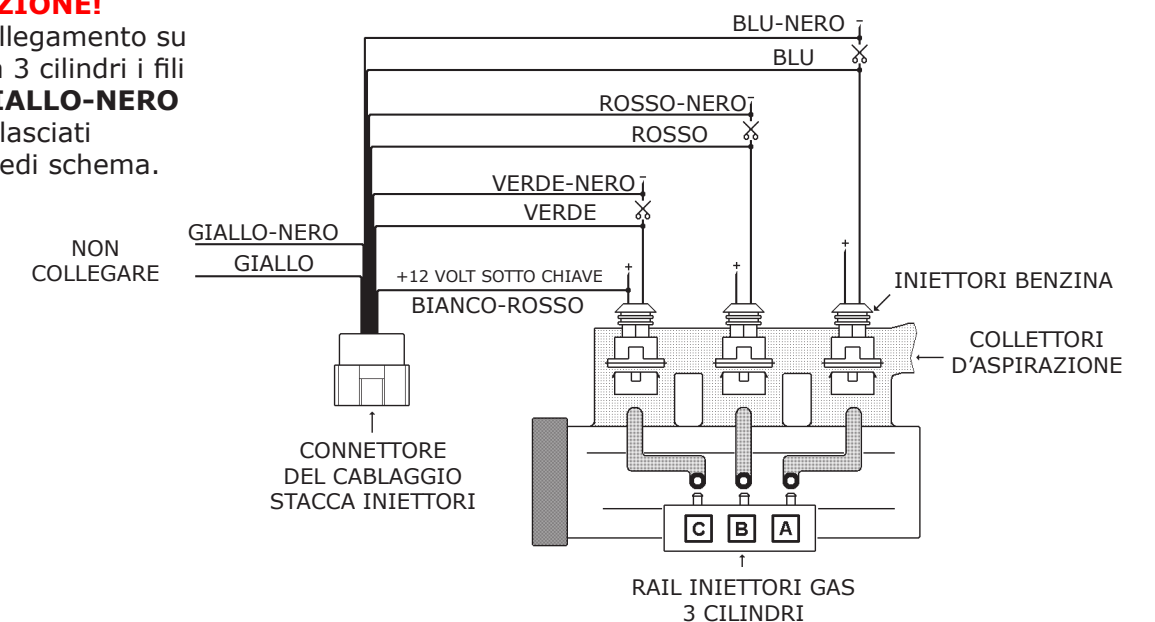 ZIONE!
llegamento su
3 cilindri i fili
IALLO-NERO
lasciati
edi schema.
BLU-NERO –
BLU
ROSSO-NERO –
ROSSO
VERDE-NERO –
VERDE
GIALLO-NERO
GIALLO
NON
COLLEGARE
+12 VOLT SOTTO CHIAVE
BIANCO-ROSSO
+ + +
INIETTORI BENZINA
COLLETTORI
D’ASPIRAZIONE
CONNETTORE
DEL CABLAGGIO
STACCA INIETTORI
C B A
RAIL INIETTORI GAS
3 CILINDRI